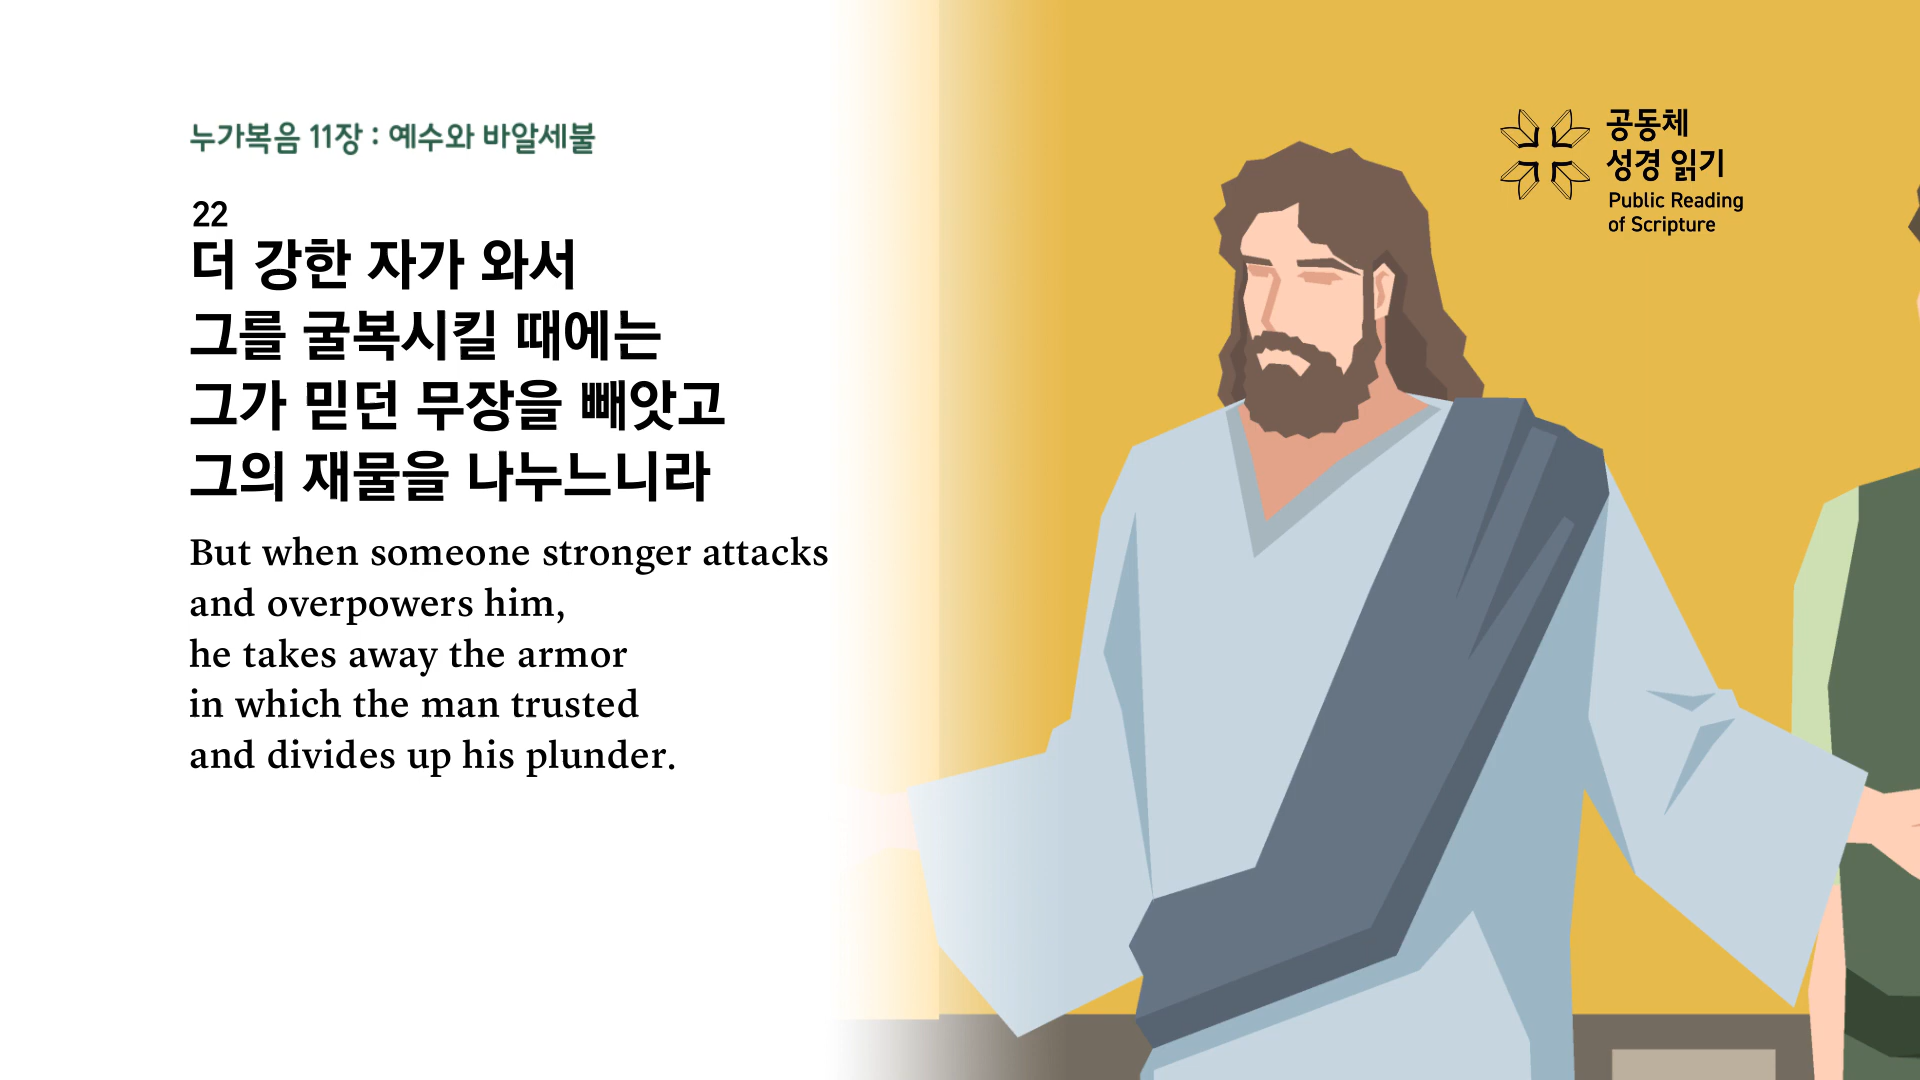 누가복음 11장 : 예수와 바알세불
22
더 강한 자가 와서
그를 굴복시킬 때에는
그가 믿던 무장을 빼앗고
그의 재물을 나누느니라
But when someone stronger attacks
and overpowers him,
he takes away the armor
in which the man trusted
and divides up his plunder.
공동체
성경 읽기
Public Reading
of Scripture